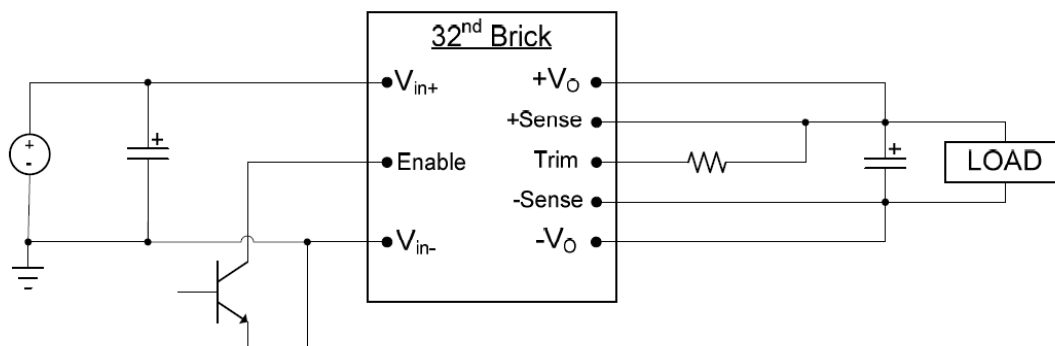 32nd Brick
Vin+
+VO
+Sense
Enable
Trim
LOAD
-Sense
Vin-
-VO
+
-
+
+